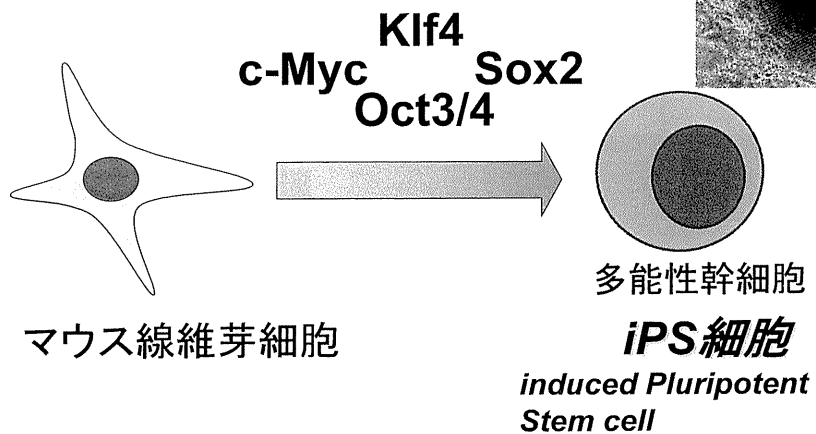 Klf4
c-Myc Sox2
Oct3/4
多能性幹細胞
マウス線維芽細胞
iPS細胞
induced Pluripotent
Stem cell